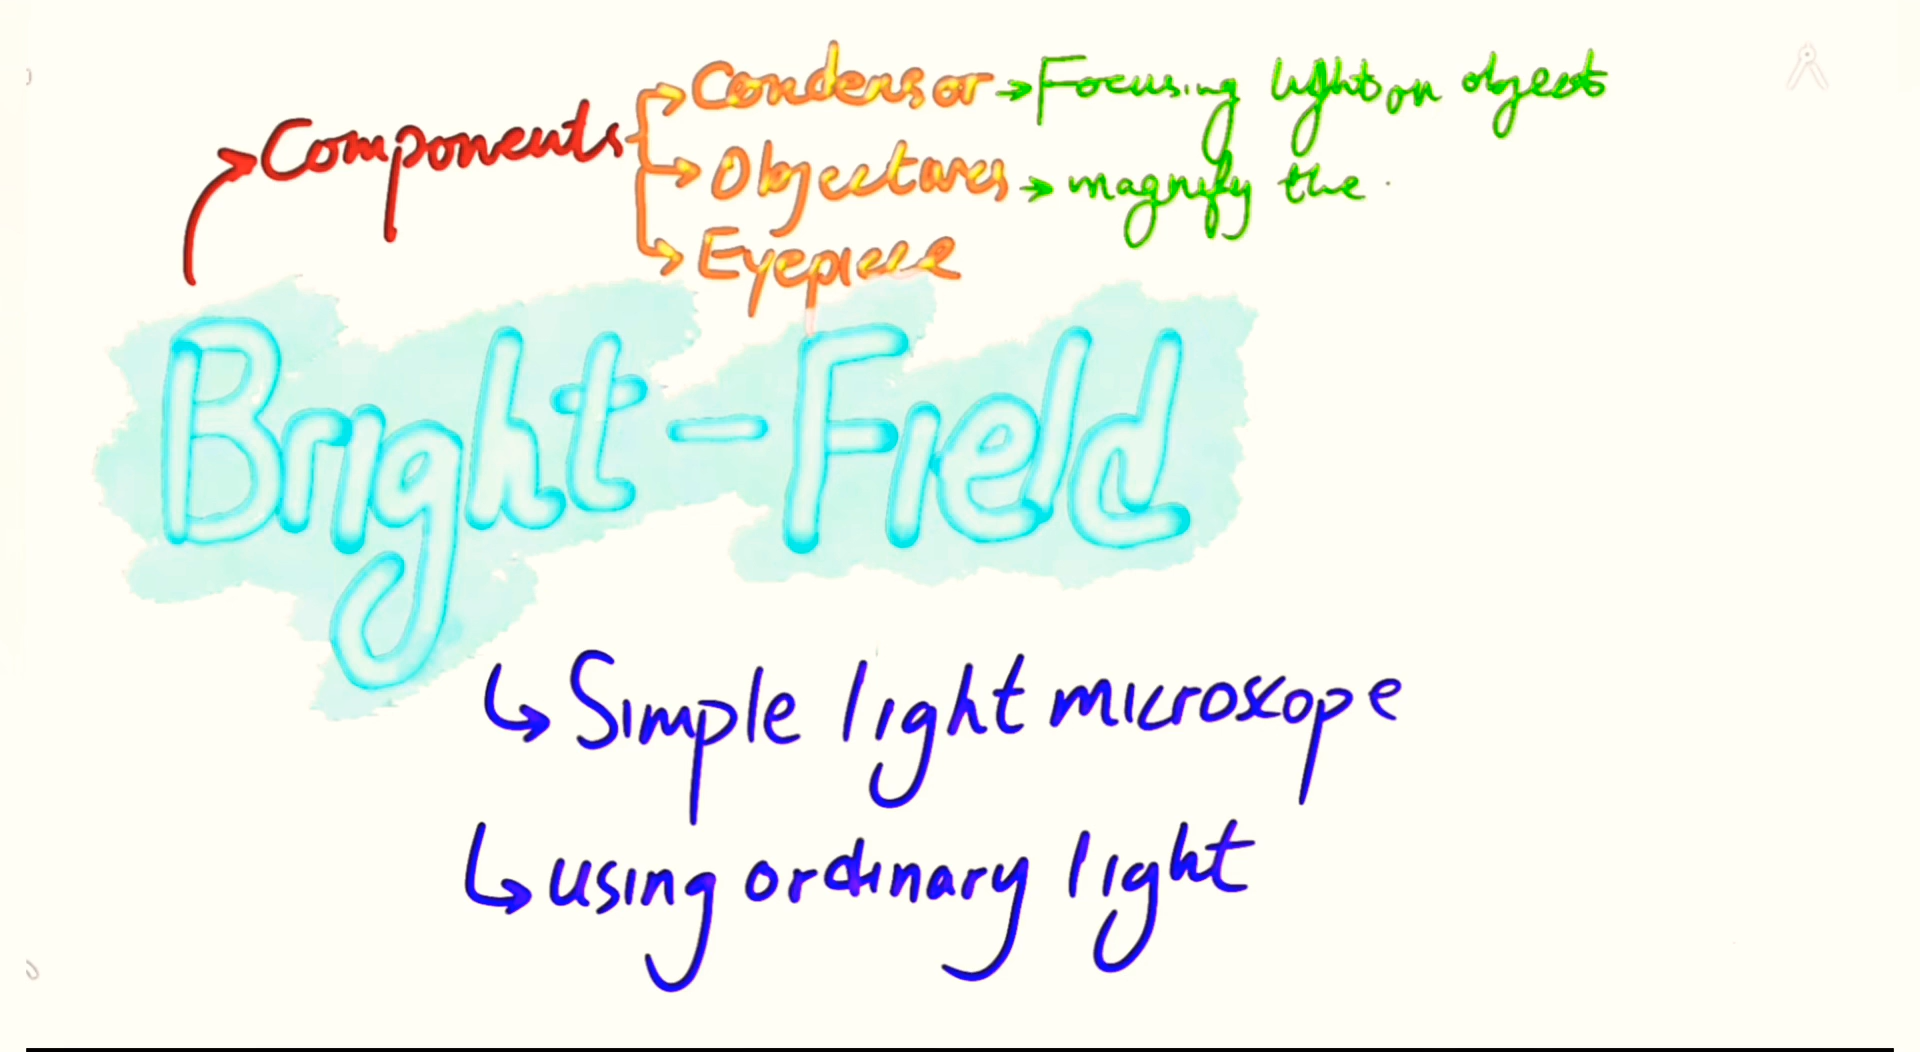 Components
Condensor → Focusing light on object
Objectives → magnify the
Eyepiece
Bright-Field
↳ Simple light microscope
↳ using ordinary light